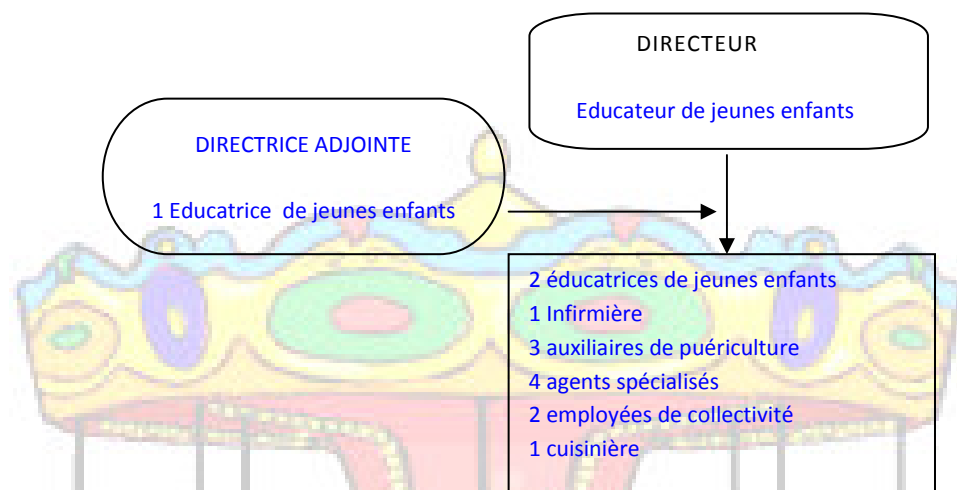 DIRECTEUR
Educateur de jeunes enfants
DIRECTRICE ADJOINTE
1 Educatrice de jeunes enfants
2 éducatrices de jeunes enfants
1 Infirmière
3 auxiliaires de puériculture
4 agents spécialisés
2 employées de collectivité
1 cuisinière